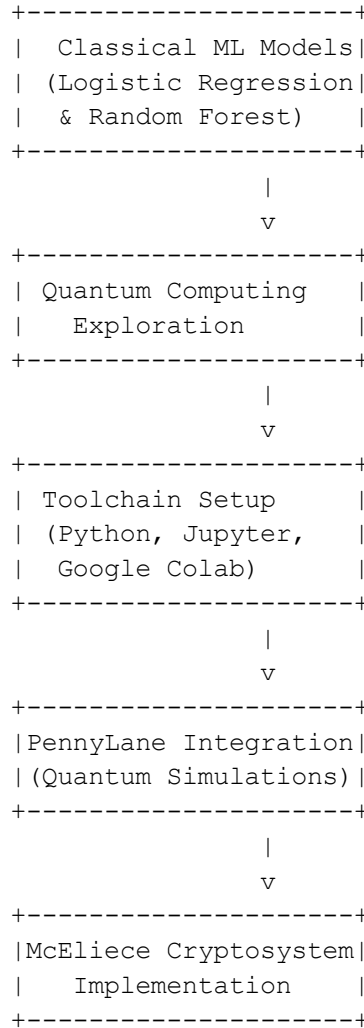 +---------------------+
|  Classical ML Models|
| (Logistic Regression|
|  & Random Forest)   |
+---------------------+
|
v
+---------------------+
| Quantum Computing   |
|   Exploration       |
+---------------------+
|
v
+---------------------+
| Toolchain Setup     |
| (Python, Jupyter,   |
|  Google Colab)      |
+---------------------+
|
v
+---------------------+
|PennyLane Integration|
|(Quantum Simulations)|
+---------------------+
|
v
+---------------------+
|McEliece Cryptosystem|
|   Implementation    |
+---------------------+